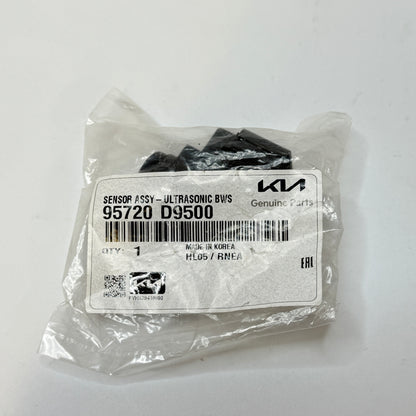 SENSOR ASSY-ULTRASONIC BWS
95720 D9500
KIA
Genuine Parts
QTY: 1
MADE IN KOREA
HL05 / RNEA
EAC